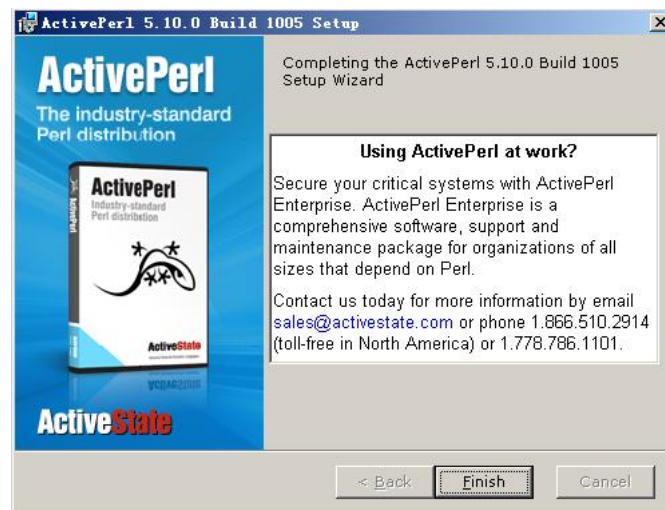 ActivePerl 5.10.0 Build 1005 Setup
ActivePerl
The industry-standard
Perl distribution
ActivePerl
ActivePerl
Industry-standard
Perl distribution
ActiveState
ActiveState
Completing the ActivePerl 5.10.0 Build 1005
Setup Wizard
Using ActivePerl at work?
Secure your critical systems with ActivePerl
Enterprise. ActivePerl Enterprise is a
comprehensive software, support and
maintenance package for organizations of all
sizes that depend on Perl.
Contact us today for more information by email
sales@activestate.com or phone 1.866.510.2914
(toll-free in North America) or 1.778.786.1101.
< Back
Finish
Cancel